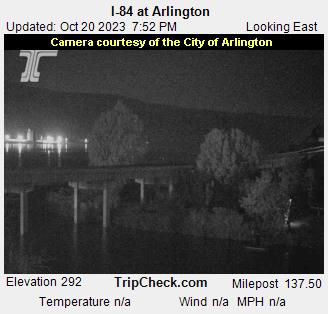 I-84 at Arlington
Updated: Oct 20 2023 7:52 PM Looking East
Camera courtesy of the City of Arlington
Elevation 292 TripCheck.com Milepost 137.50
Temperature n/a Wind n/a MPH n/a